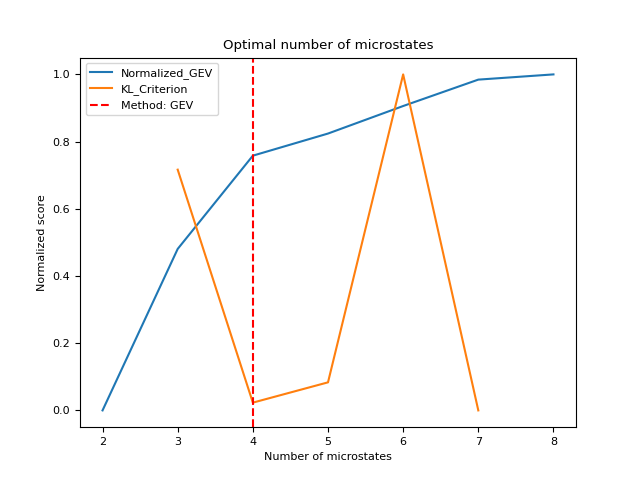 Optimal number of microstates
Normalized_GEV
KL_Criterion
Method: GEV
1.0
0.8
0.6
0.4
0.2
0.0
Normalized score
2 3 4 5 6 7 8
Number of microstates